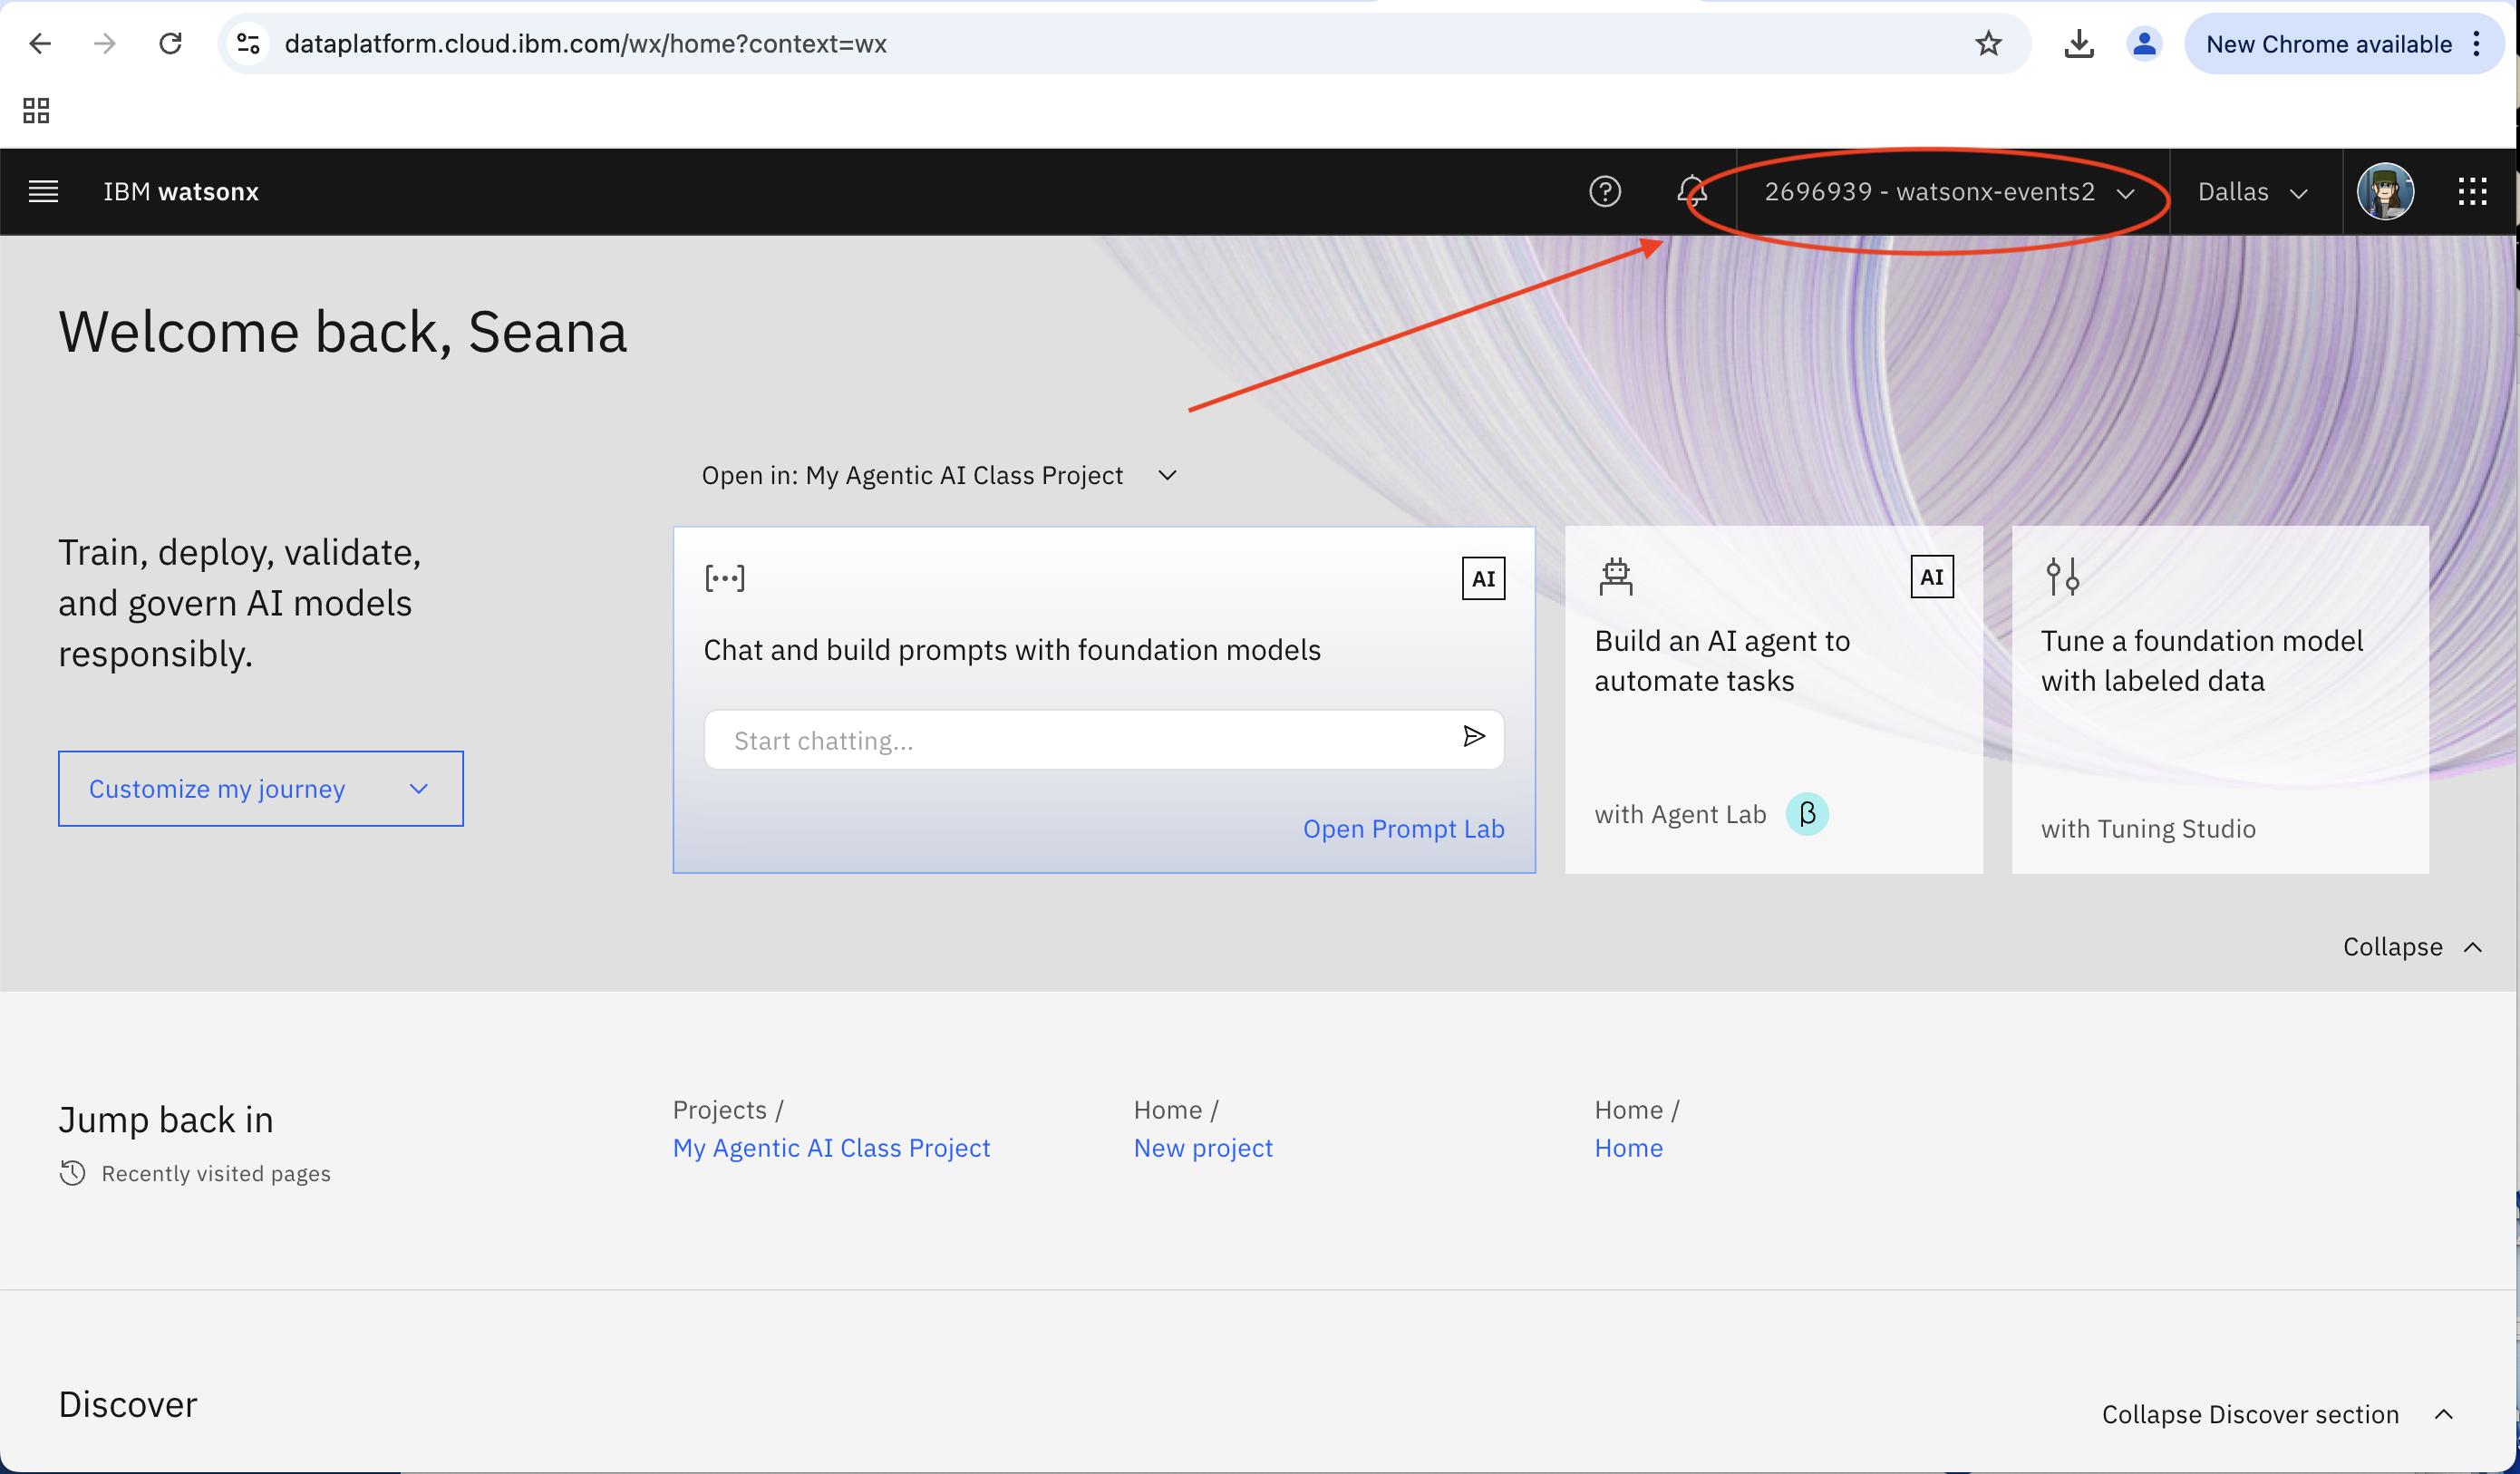 dataplatform.cloud.ibm.com/wx/home?context=wx
New Chrome available
IBM watsonx
2696939 - watsonx-events2
Dallas
Welcome back, Seana
Open in: My Agentic AI Class Project
Train, deploy, validate,
and govern AI models
responsibly.
Customize my journey
AI
Chat and build prompts with foundation models
Start chatting...
Open Prompt Lab
AI
Build an AI agent to
automate tasks
with Agent Lab β
Tune a foundation model
with labeled data
with Tuning Studio
Collapse
Jump back in
Recently visited pages
Projects /
My Agentic AI Class Project
Home /
New project
Home /
Home
Discover
Collapse Discover section